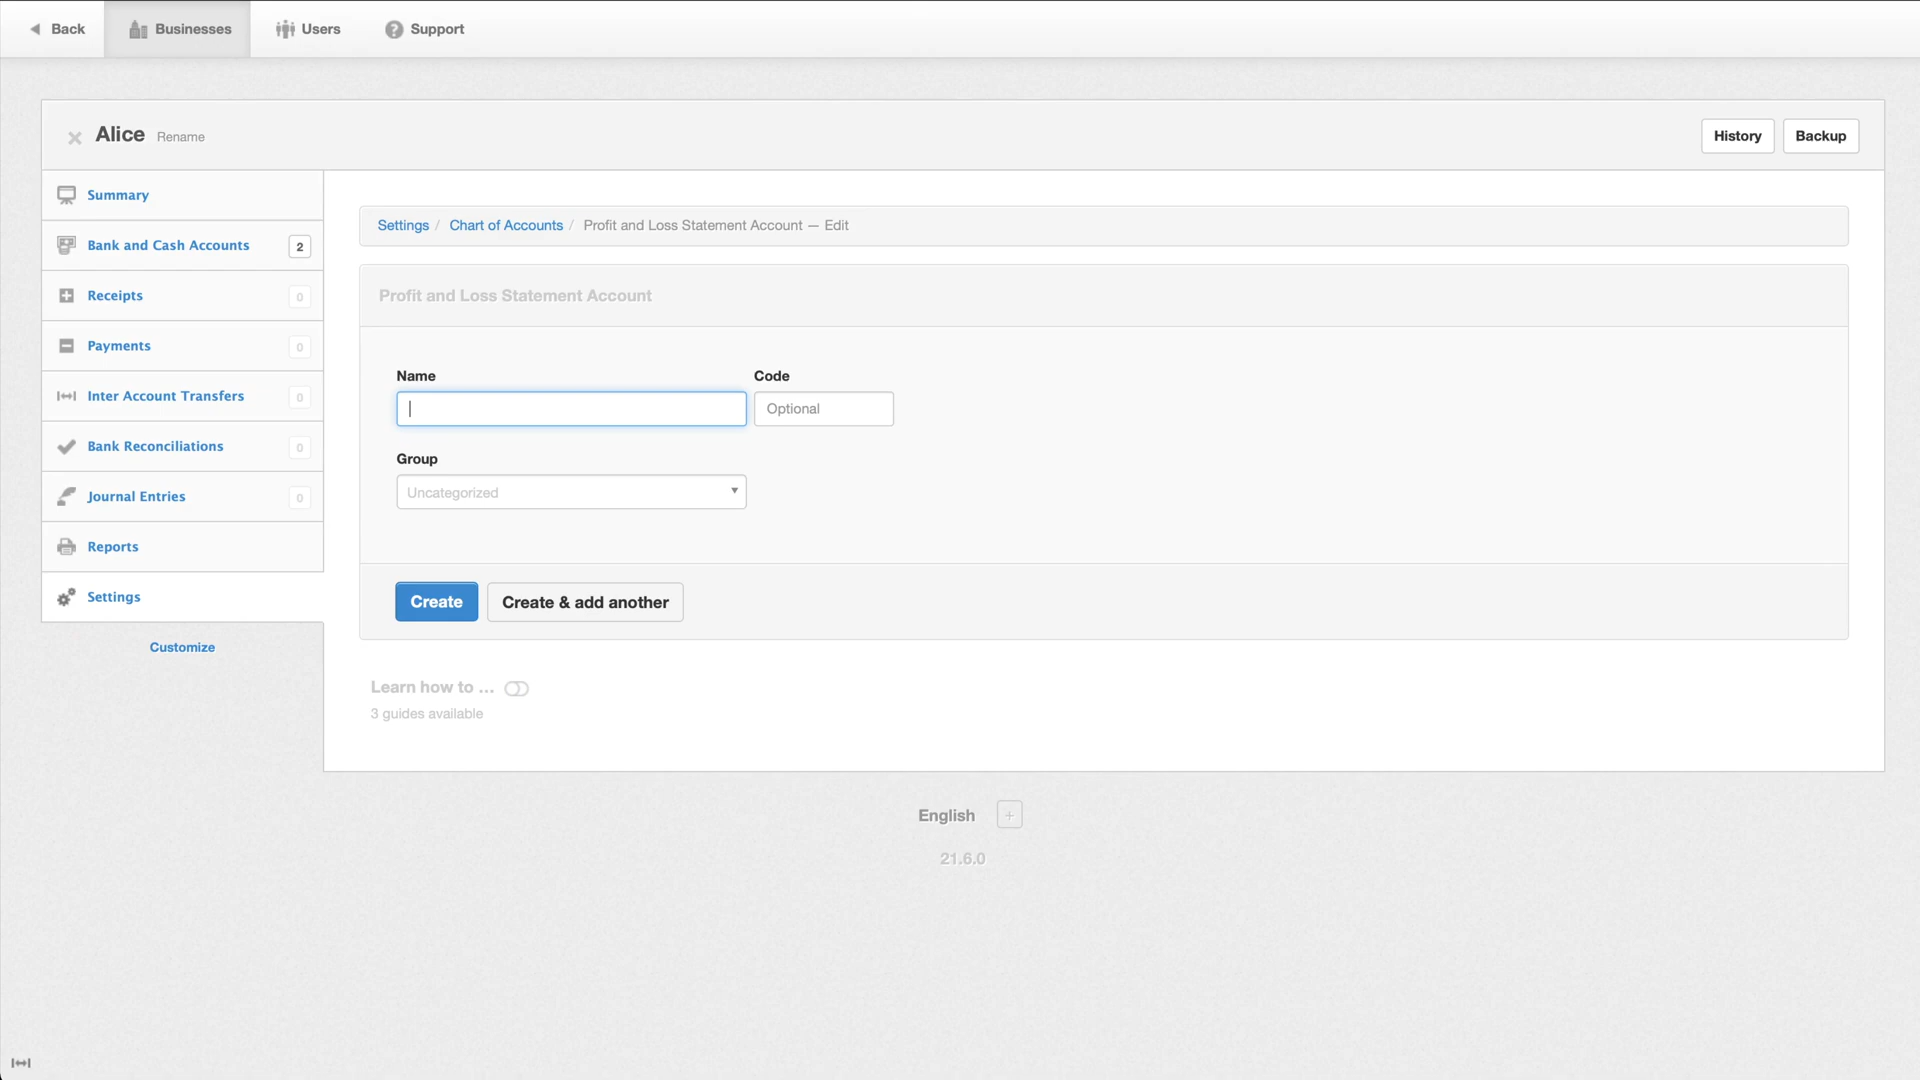 Back
Businesses
Users
Support
Alice
Rename
History
Backup
Summary
Bank and Cash Accounts
2
Receipts
0
Payments
0
Inter Account Transfers
0
Bank Reconciliations
0
Journal Entries
0
Reports
Settings
Customize
Settings / Chart of Accounts / Profit and Loss Statement Account — Edit
Profit and Loss Statement Account
Name
Code
Optional
Group
Uncategorized
Create
Create & add another
Learn how to ...
3 guides available
English
+
21.6.0